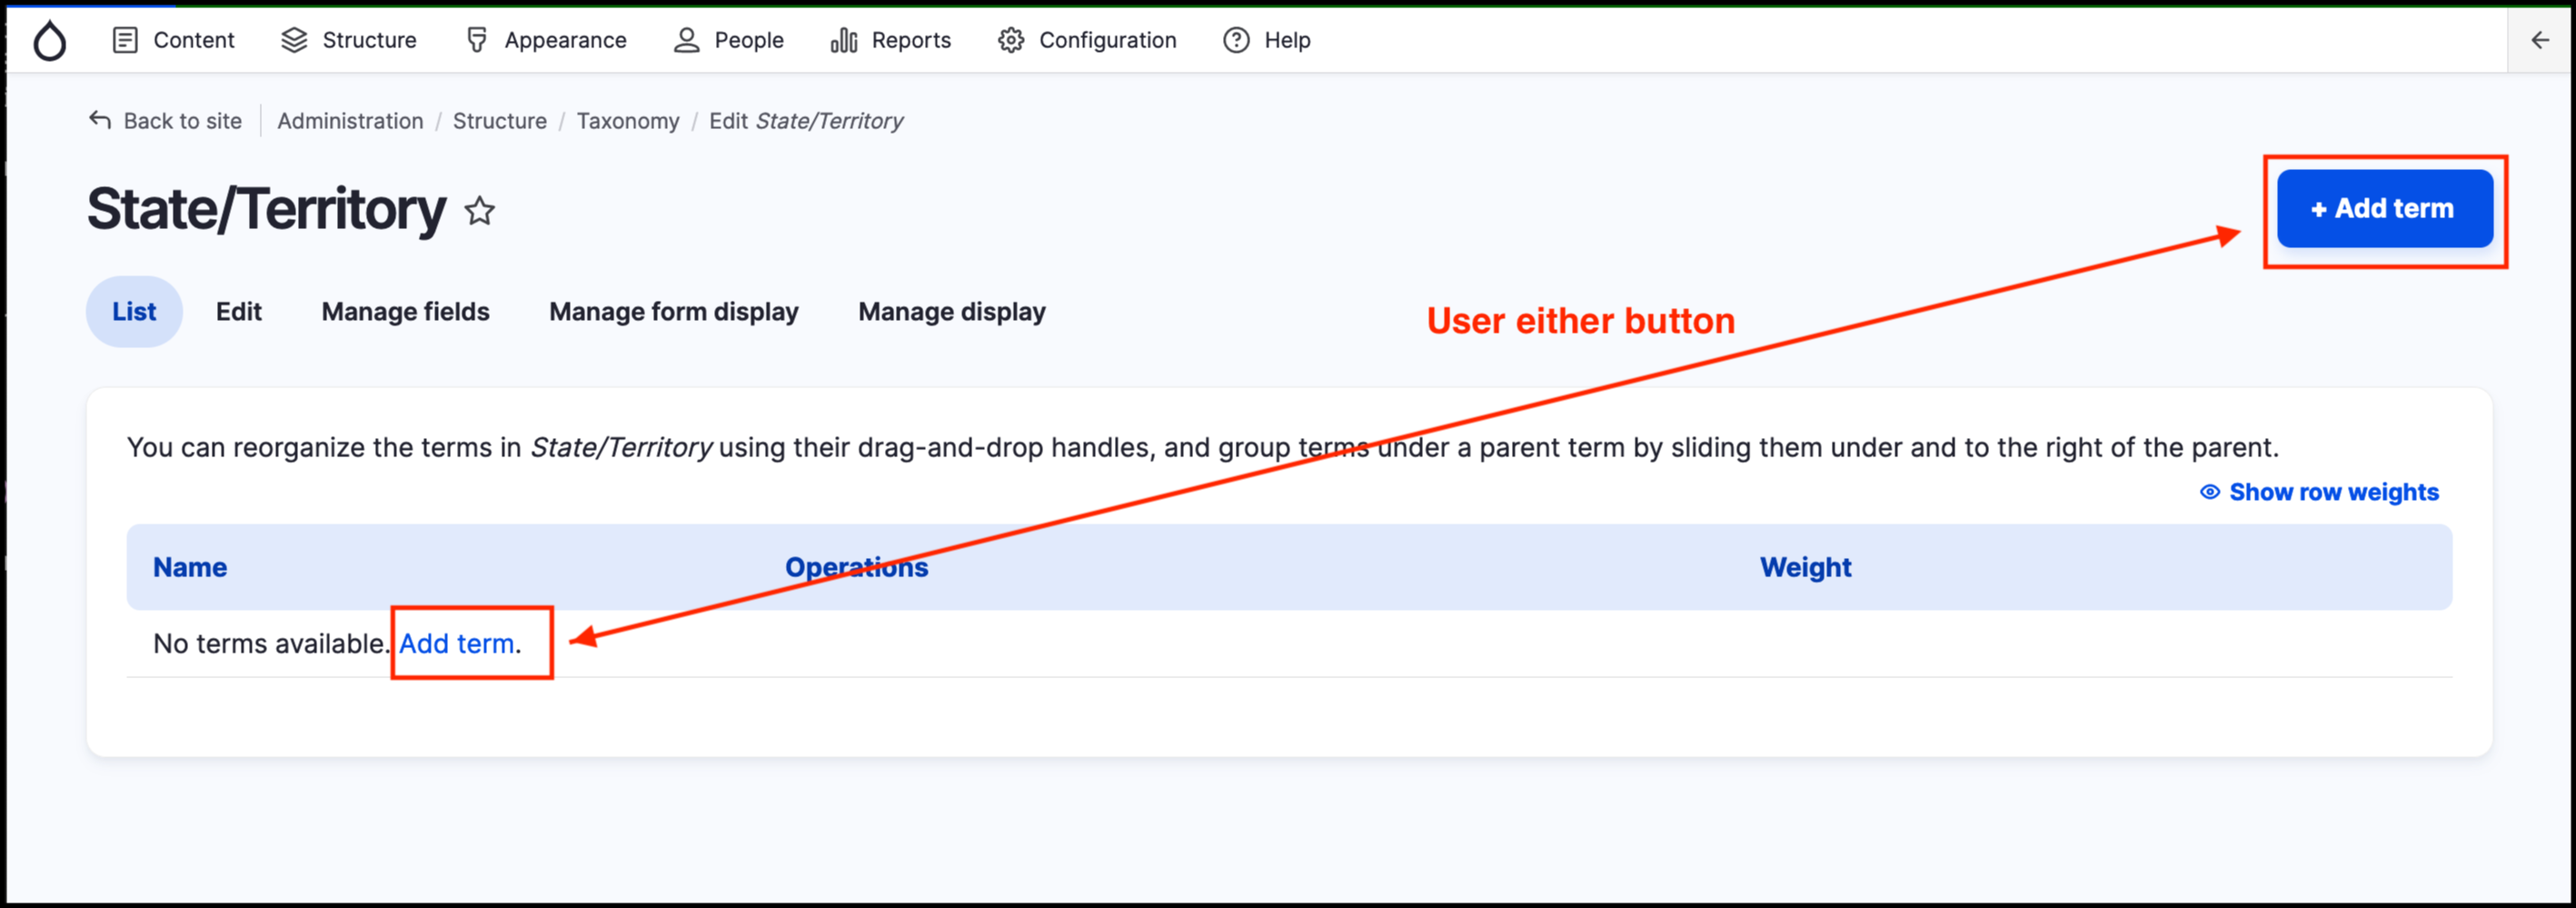 Content Structure Appearance People Reports Configuration Help
Back to site Administration / Structure / Taxonomy / Edit State/Territory
State/Territory
+ Add term
List Edit Manage fields Manage form display Manage display
User either button
You can reorganize the terms in State/Territory using their drag-and-drop handles, and group terms under a parent term by sliding them under and to the right of the parent.
Show row weights
Name Operations Weight
No terms available. Add term.